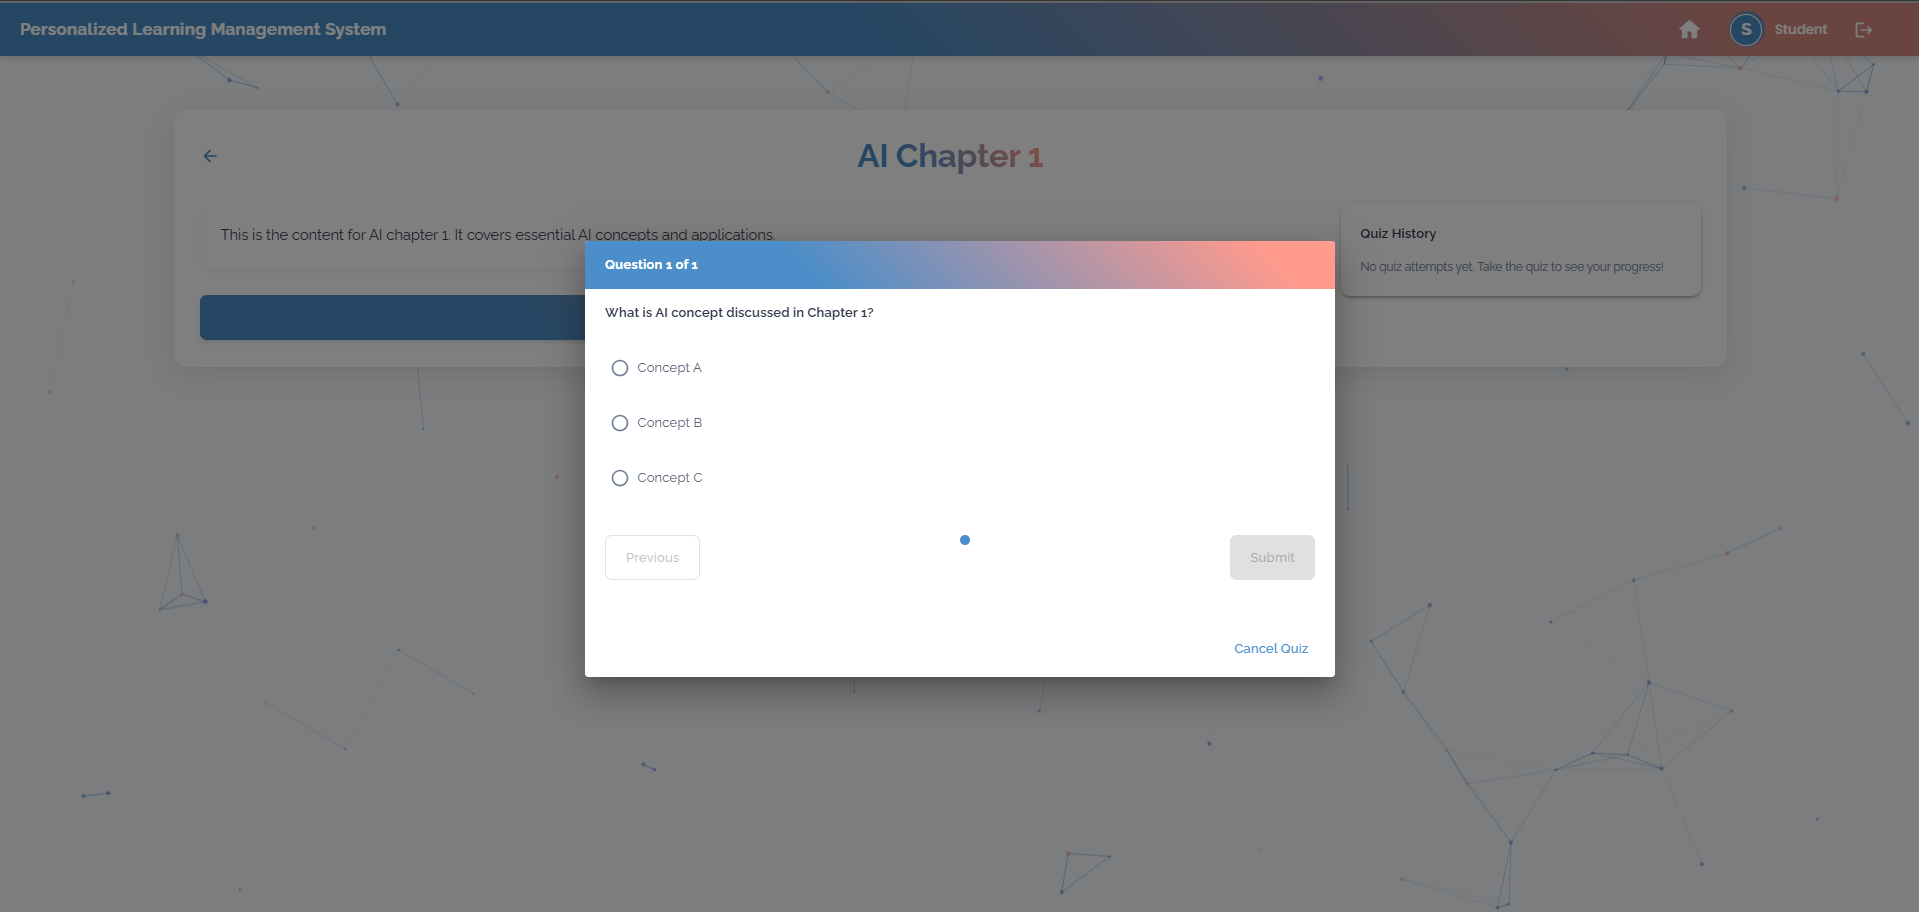 Personalized Learning Management System
S Student
AI Chapter 1
This is the content for AI chapter 1. It covers essential AI concepts and applications.
Quiz History
No quiz attempts yet. Take the quiz to see your progress!
Question 1 of 1
What is AI concept discussed in Chapter 1?
Concept A
Concept B
Concept C
Previous
Submit
Cancel Quiz